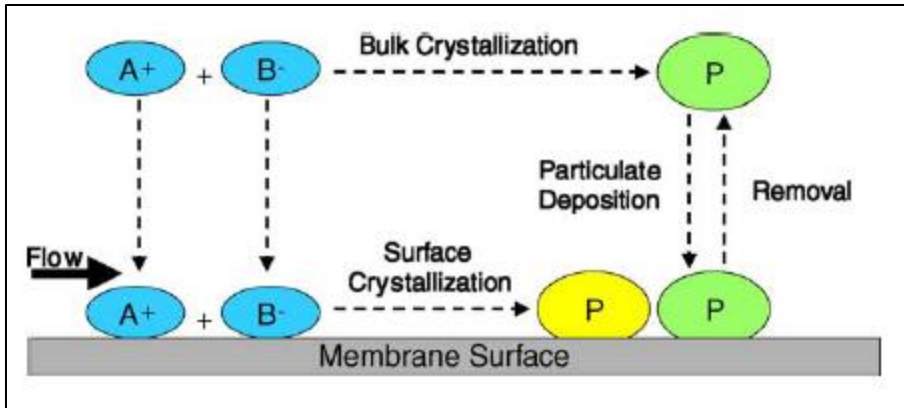 Bulk Crystallization
A+ + B- P
Particulate
Deposition
Removal
Flow
Surface
Crystallization
A+ + B- P P
Membrane Surface